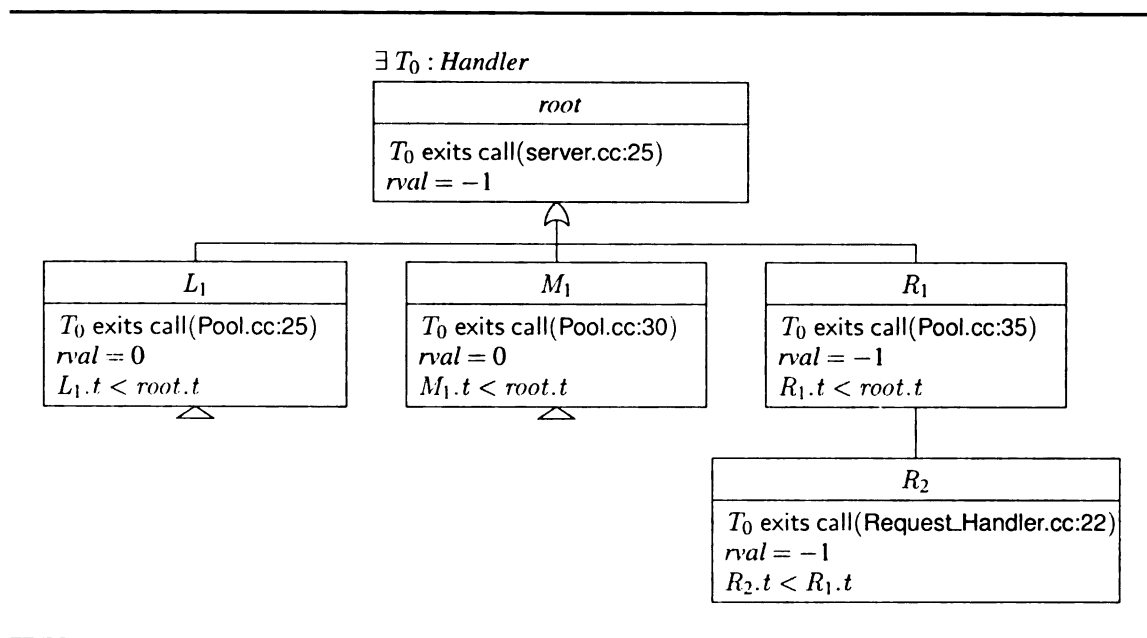 ∃ T₀ : Handler
root
T₀ exits call(server.cc:25)
rval = −1
L₁
T₀ exits call(Pool.cc:25)
rval = 0
L₁.t < root.t
M₁
T₀ exits call(Pool.cc:30)
rval = 0
M₁.t < root.t
R₁
T₀ exits call(Pool.cc:35)
rval = −1
R₁.t < root.t
R₂
T₀ exits call(Request_Handler.cc:22)
rval = −1
R₂.t < R₁.t